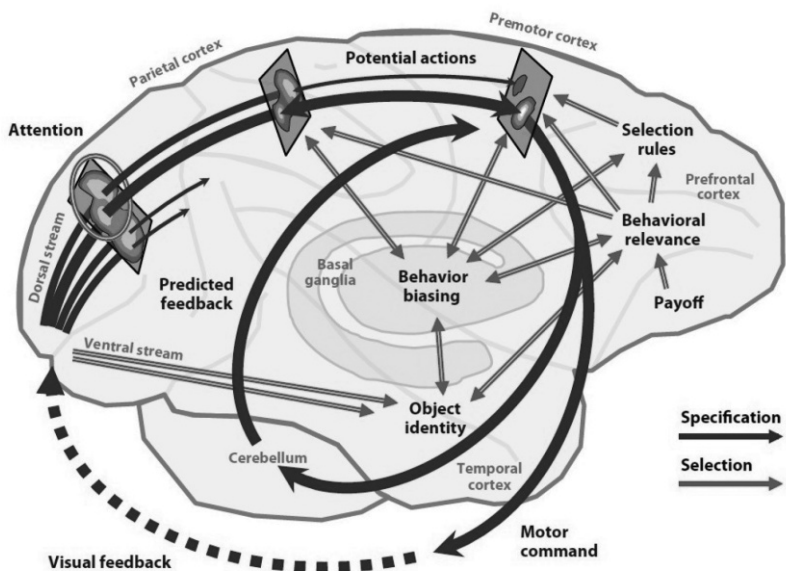 Premotor cortex
Parietal cortex
Potential actions
Attention
Selection
rules
Prefrontal
cortex
Behavioral
relevance
Dorsal stream
Predicted
feedback
Basal
ganglia
Behavior
biasing
Payoff
Ventral stream
Object
identity
Specification
Cerebellum
Temporal
cortex
Selection
Motor
command
Visual feedback